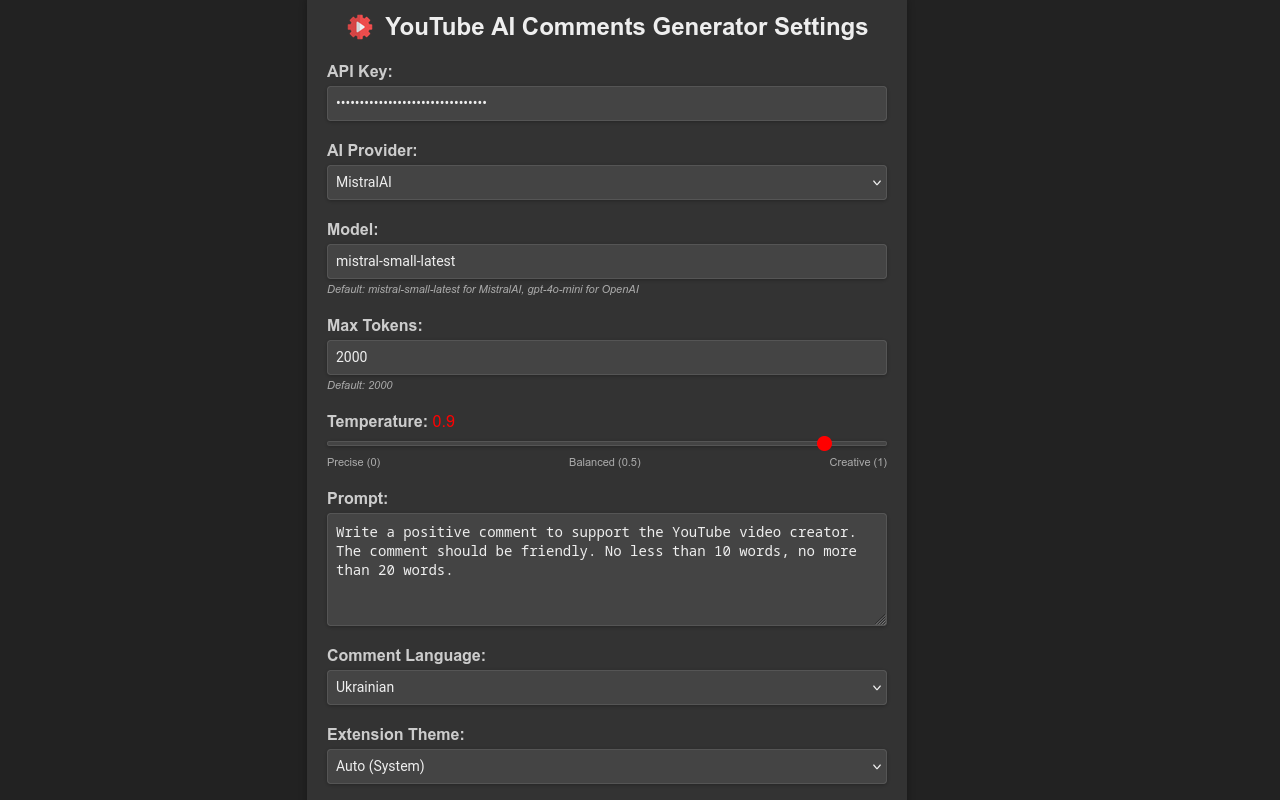 YouTube AI Comments Generator Settings
API Key:
•••••••••••••••••••••••••••••••
AI Provider:
MistralAI
Model:
mistral-small-latest
Default: mistral-small-latest for MistralAI, gpt-4o-mini for OpenAI
Max Tokens:
2000
Default: 2000
Temperature: 0.9
Precise (0) Balanced (0.5) Creative (1)
Prompt:
Write a positive comment to support the YouTube video creator.
The comment should be friendly. No less than 10 words, no more
than 20 words.
Comment Language:
Ukrainian
Extension Theme:
Auto (System)